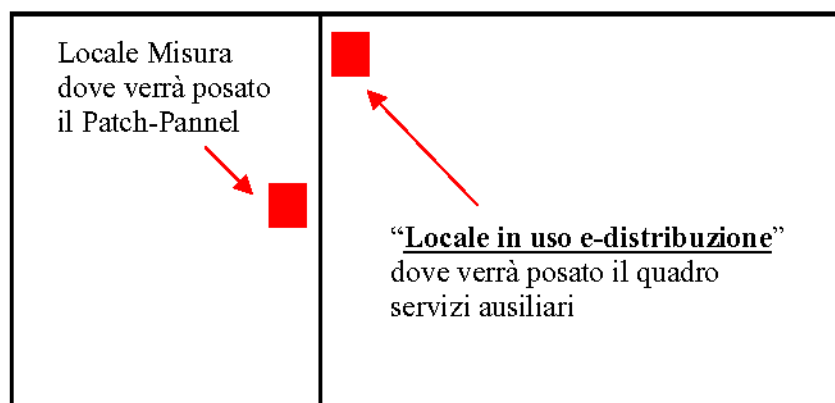 Locale Misura
dove verrà posato
il Patch-Pannel
“Locale in uso e-distribuzione”
dove verrà posato il quadro
servizi ausiliari